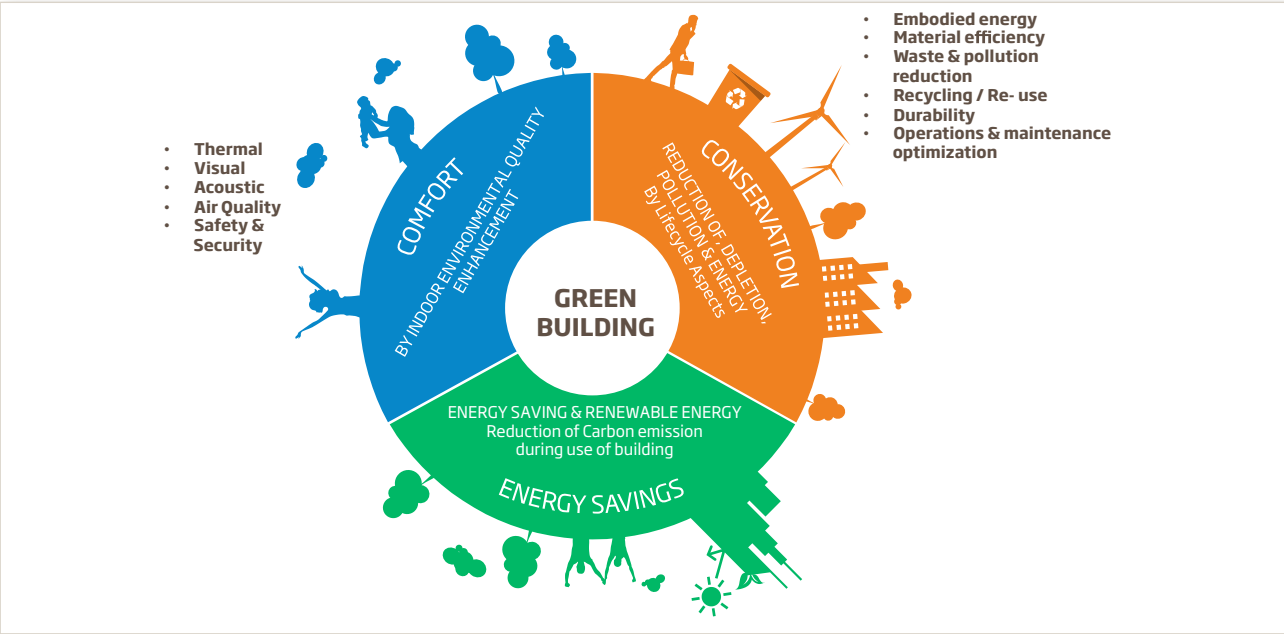 • Thermal
• Visual
• Acoustic
• Air Quality
• Safety &
Security
COMFORT
BY INDOOR ENVIRONMENTAL QUALITY
ENHANCEMENT
• Embodied energy
• Material efficiency
• Waste & pollution
reduction
• Recycling / Re- use
• Durability
• Operations & maintenance
optimization
CONSERVATION
REDUCTION OF, DEPLETION,
POLLUTION & ENERGY
By Lifecycle Aspects
GREEN
BUILDING
ENERGY SAVING & RENEWABLE ENERGY
Reduction of Carbon emission
during use of building
ENERGY SAVINGS